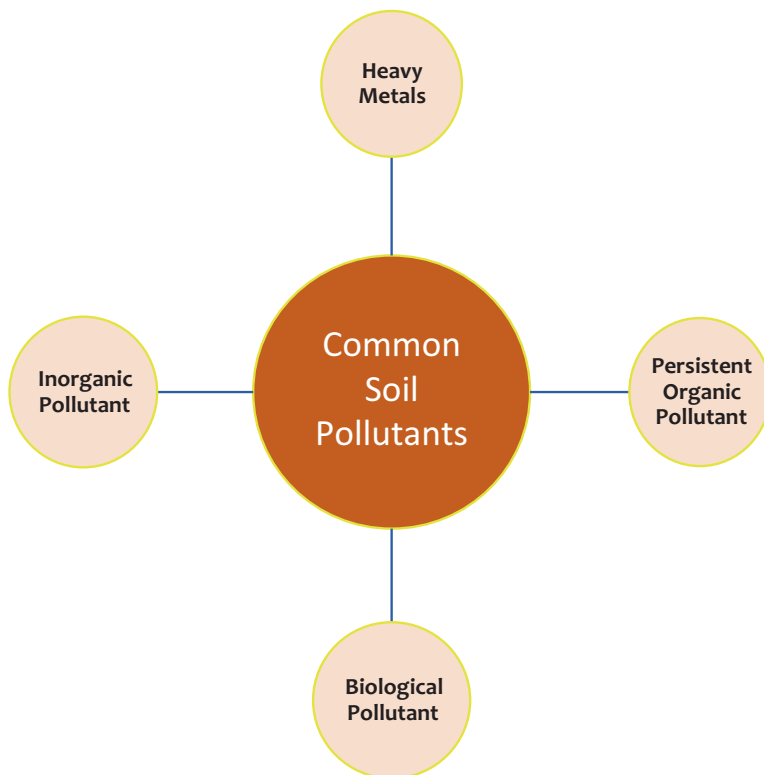 Heavy
Metals
Inorganic
Pollutant
Common
Soil
Pollutants
Persistent
Organic
Pollutant
Biological
Pollutant